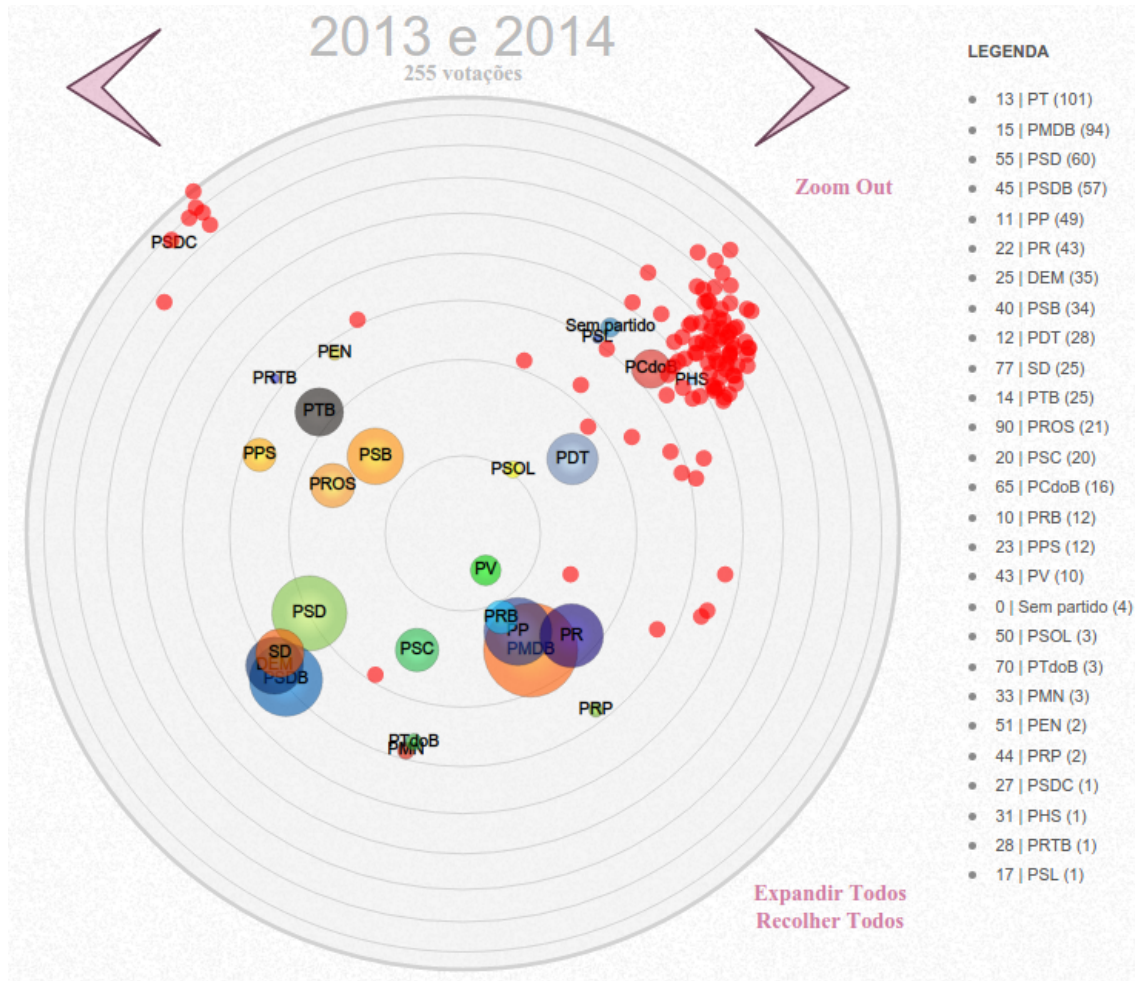 2013 e 2014
255 votações
Zoom Out
PSDC
Sem partido
PSL
PEN
PCdoB
PHS
PRTB
PTB
PPS
PSB
PSOL
PDT
PROS
PV
PSD
PRB
PP
PR
PMDB
PSC
SD
DEM
PSDB
PRP
PTdoB
PMN
Expandir Todos
Recolher Todos
LEGENDA
13 | PT (101)
15 | PMDB (94)
55 | PSD (60)
45 | PSDB (57)
11 | PP (49)
22 | PR (43)
25 | DEM (35)
40 | PSB (34)
12 | PDT (28)
77 | SD (25)
14 | PTB (25)
90 | PROS (21)
20 | PSC (20)
65 | PCdoB (16)
10 | PRB (12)
23 | PPS (12)
43 | PV (10)
0 | Sem partido (4)
50 | PSOL (3)
70 | PTdoB (3)
33 | PMN (3)
51 | PEN (2)
44 | PRP (2)
27 | PSDC (1)
31 | PHS (1)
28 | PRTB (1)
17 | PSL (1)